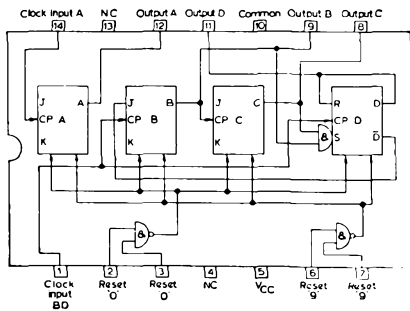 Clock Input A NC Output A Output D Common Output B Output C
14 13 12 11 10 9 8
J A J B J C R D
CP A CP B CP C CP D
K K K & S D̅
& &
1 2 3 4 5 6 7
Clock Input BD Reset '0' Reset '0' NC VCC Reset '9' Reset '9'